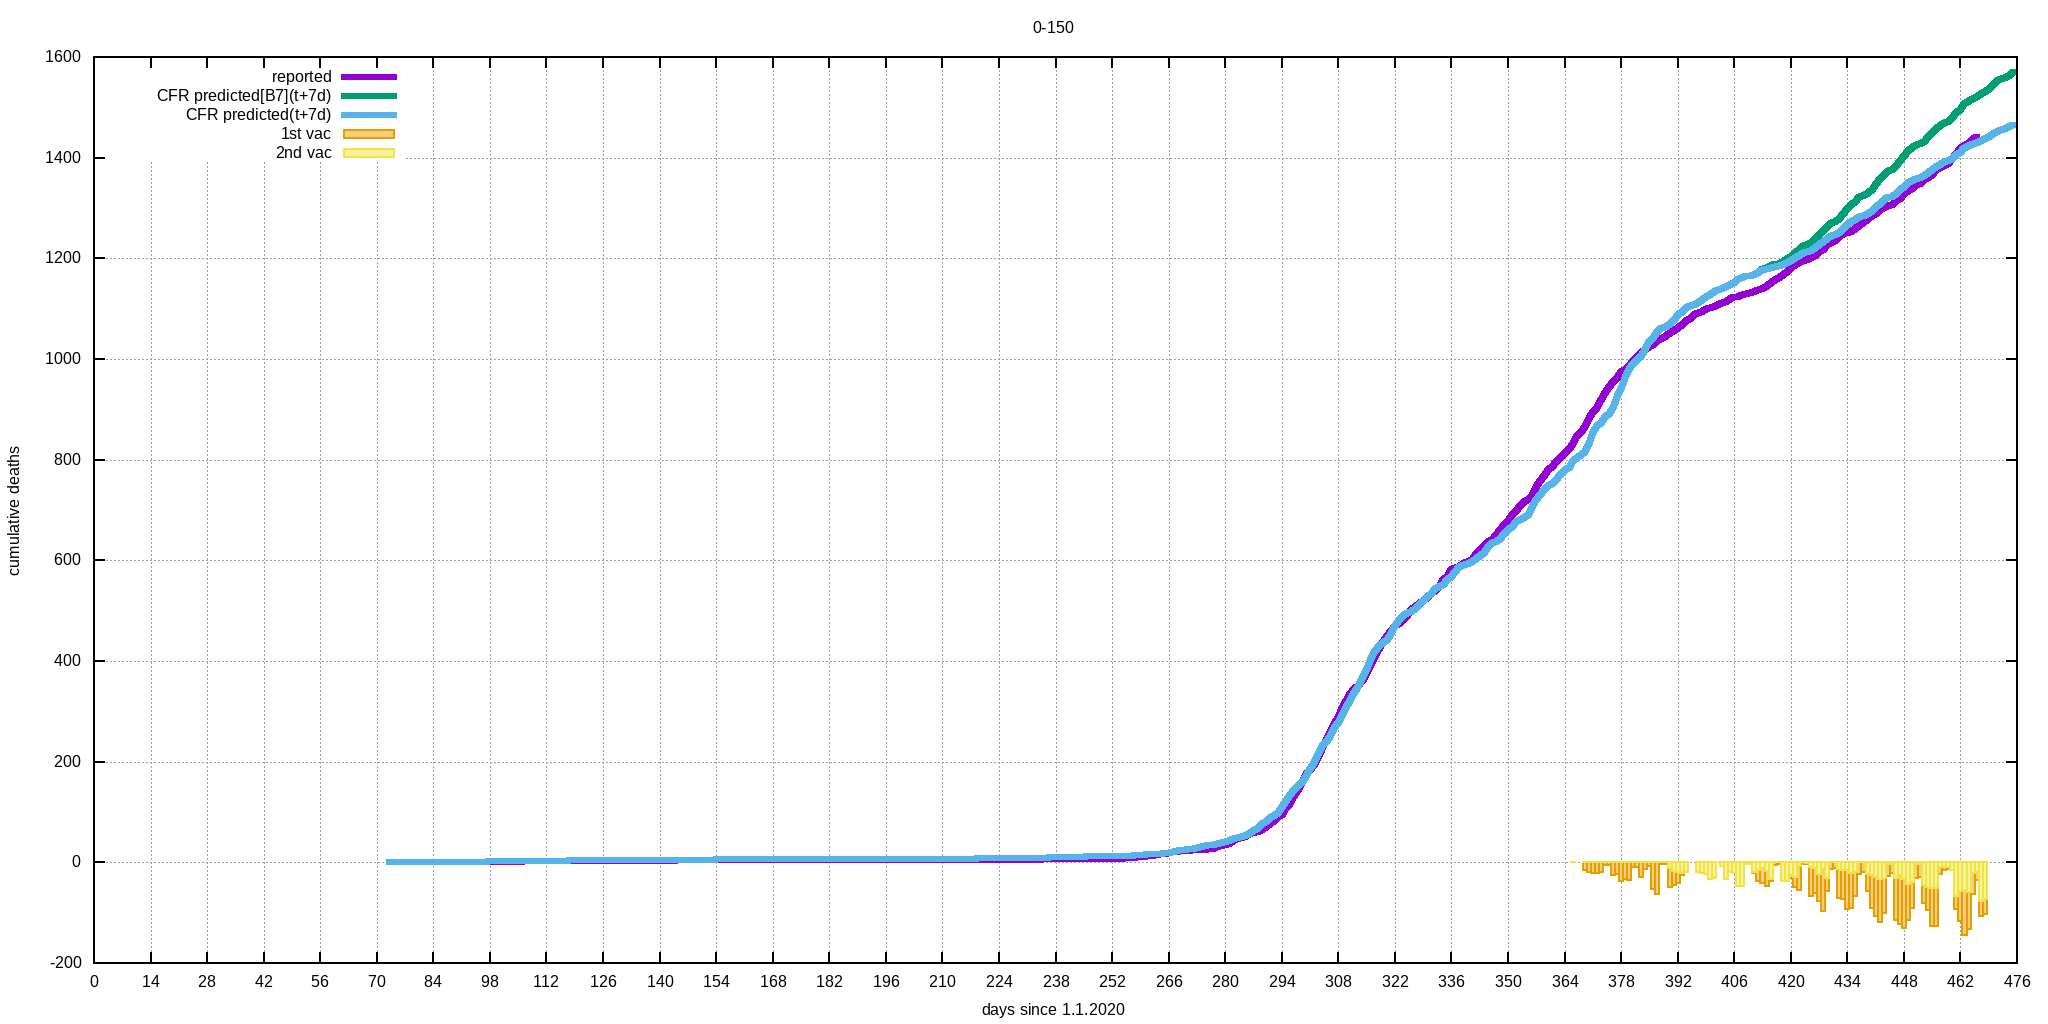 0-150
1600
1400
1200
1000
800
600
400
200
0
-200
cumulative deaths
reported
CFR predicted[B7](t+7d)
CFR predicted(t+7d)
1st vac
2nd vac
0 14 28 42 56 70 84 98 112 126 140 154 168 182 196 210 224 238 252 266 280 294 308 322 336 350 364 378 392 406 420 434 448 462 476
days since 1.1.2020